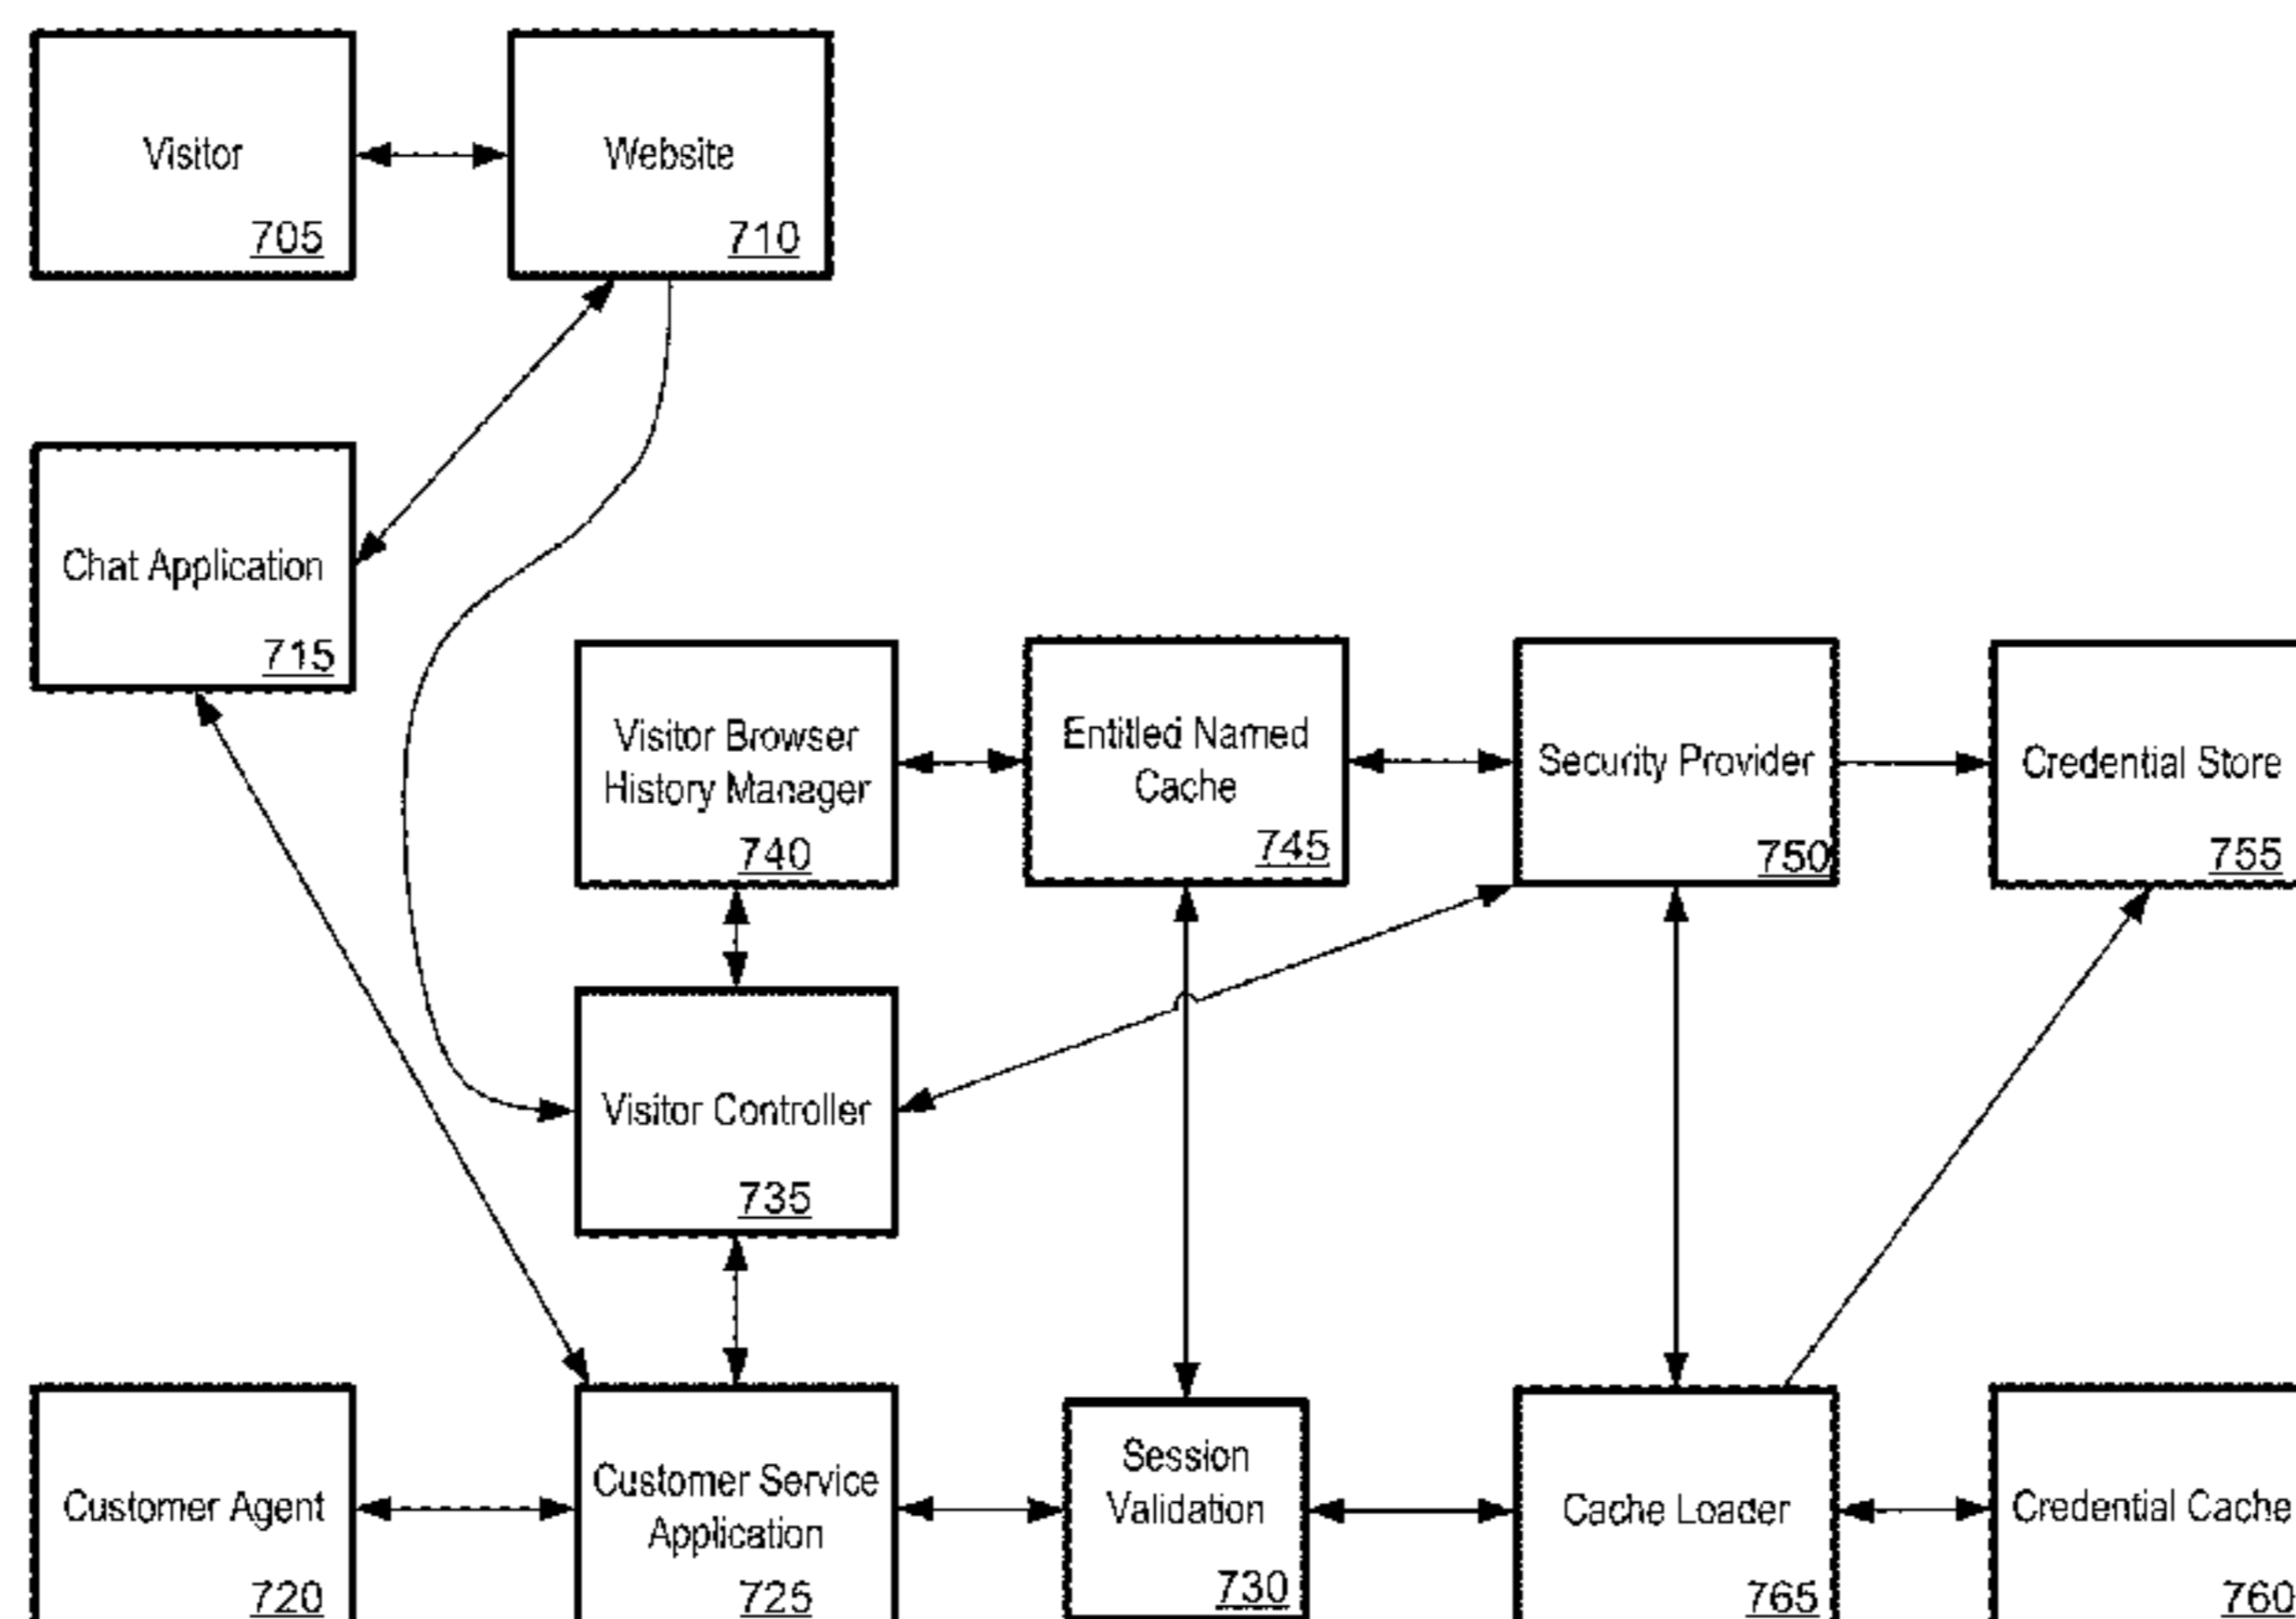 Visitor
705
Website
710
Chat Application
715
Visitor Browser
History Manager
740
Entitled Named
Cache
745
Security Provider
750
Credential Store
755
Visitor Controller
735
Customer Agent
720
Customer Service
Application
725
Session
Validation
730
Cache Loader
765
Credential Cache
760